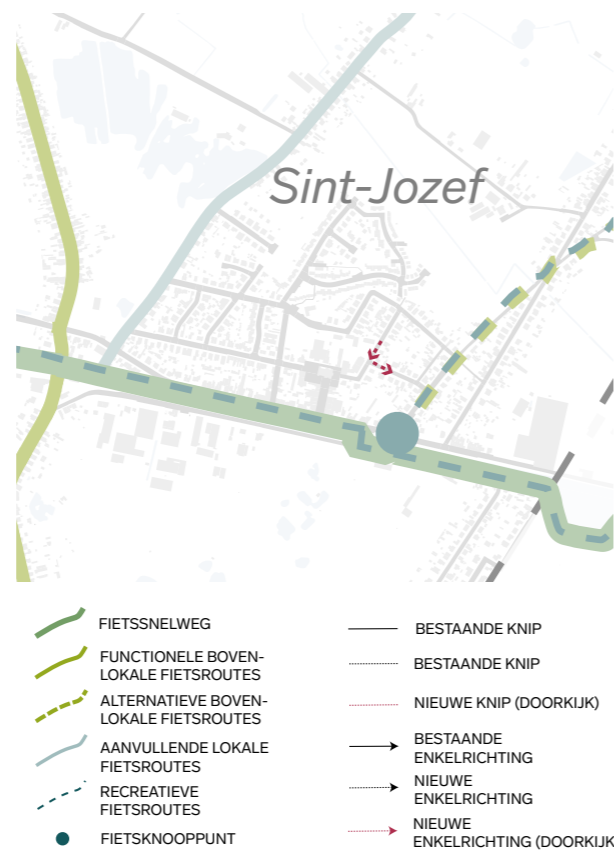 Sint-Jozef
FIETSSNELWEG
FUNCTIONELE BOVEN-
LOKALE FIETSROUTES
ALTERNATIEVE BOVEN-
LOKALE FIETSROUTES
AANVULLENDE LOKALE
FIETSROUTES
RECREATIEVE
FIETSROUTES
FIETSKNOOPPUNT
BESTAANDE KNIP
BESTAANDE KNIP
NIEUWE KNIP (DOORKIJK)
BESTAANDE
ENKELRICHTING
NIEUWE
ENKELRICHTING
NIEUWE
ENKELRICHTING (DOORKIJK